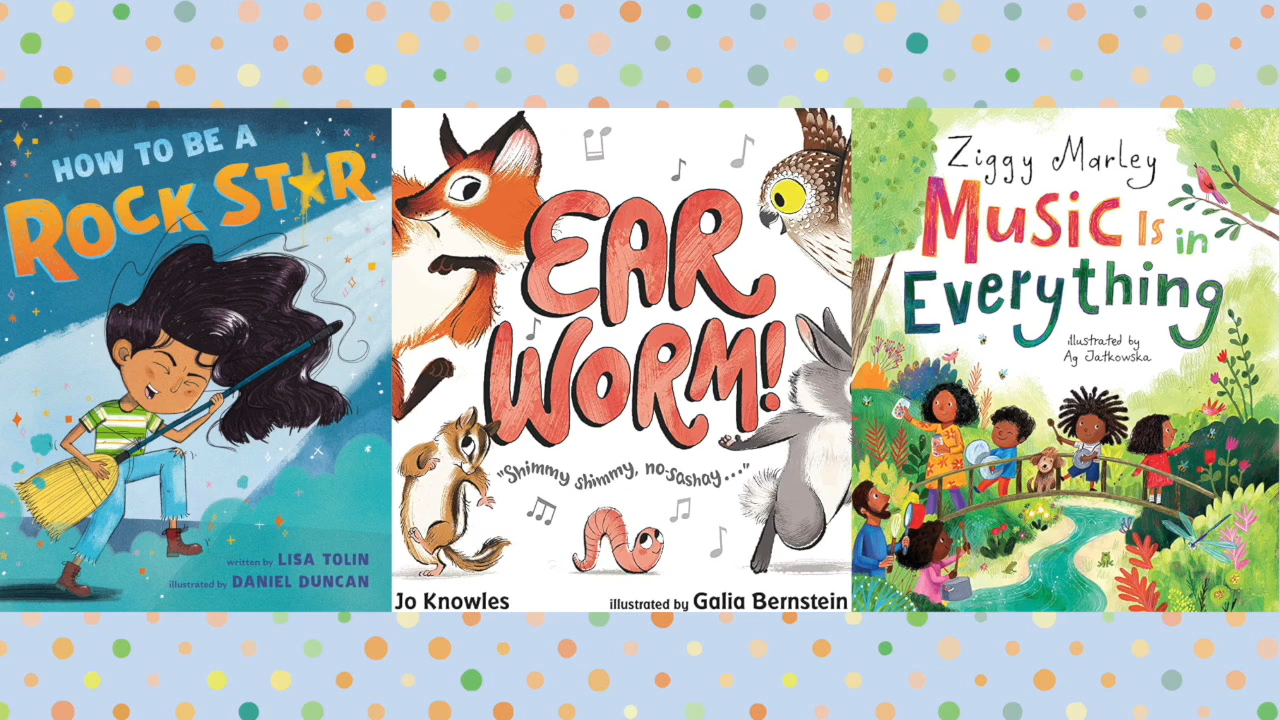 HOW TO BE A
ROCK STAR
written by LISA TOLIN
illustrated by DANIEL DUNCAN
EAR
WORM!
"Shimmy shimmy, no-sashay..."
Jo Knowles
illustrated by Galia Bernstein
Ziggy Marley
Music Is in
Everything
illustrated by
Ag Jatkowska